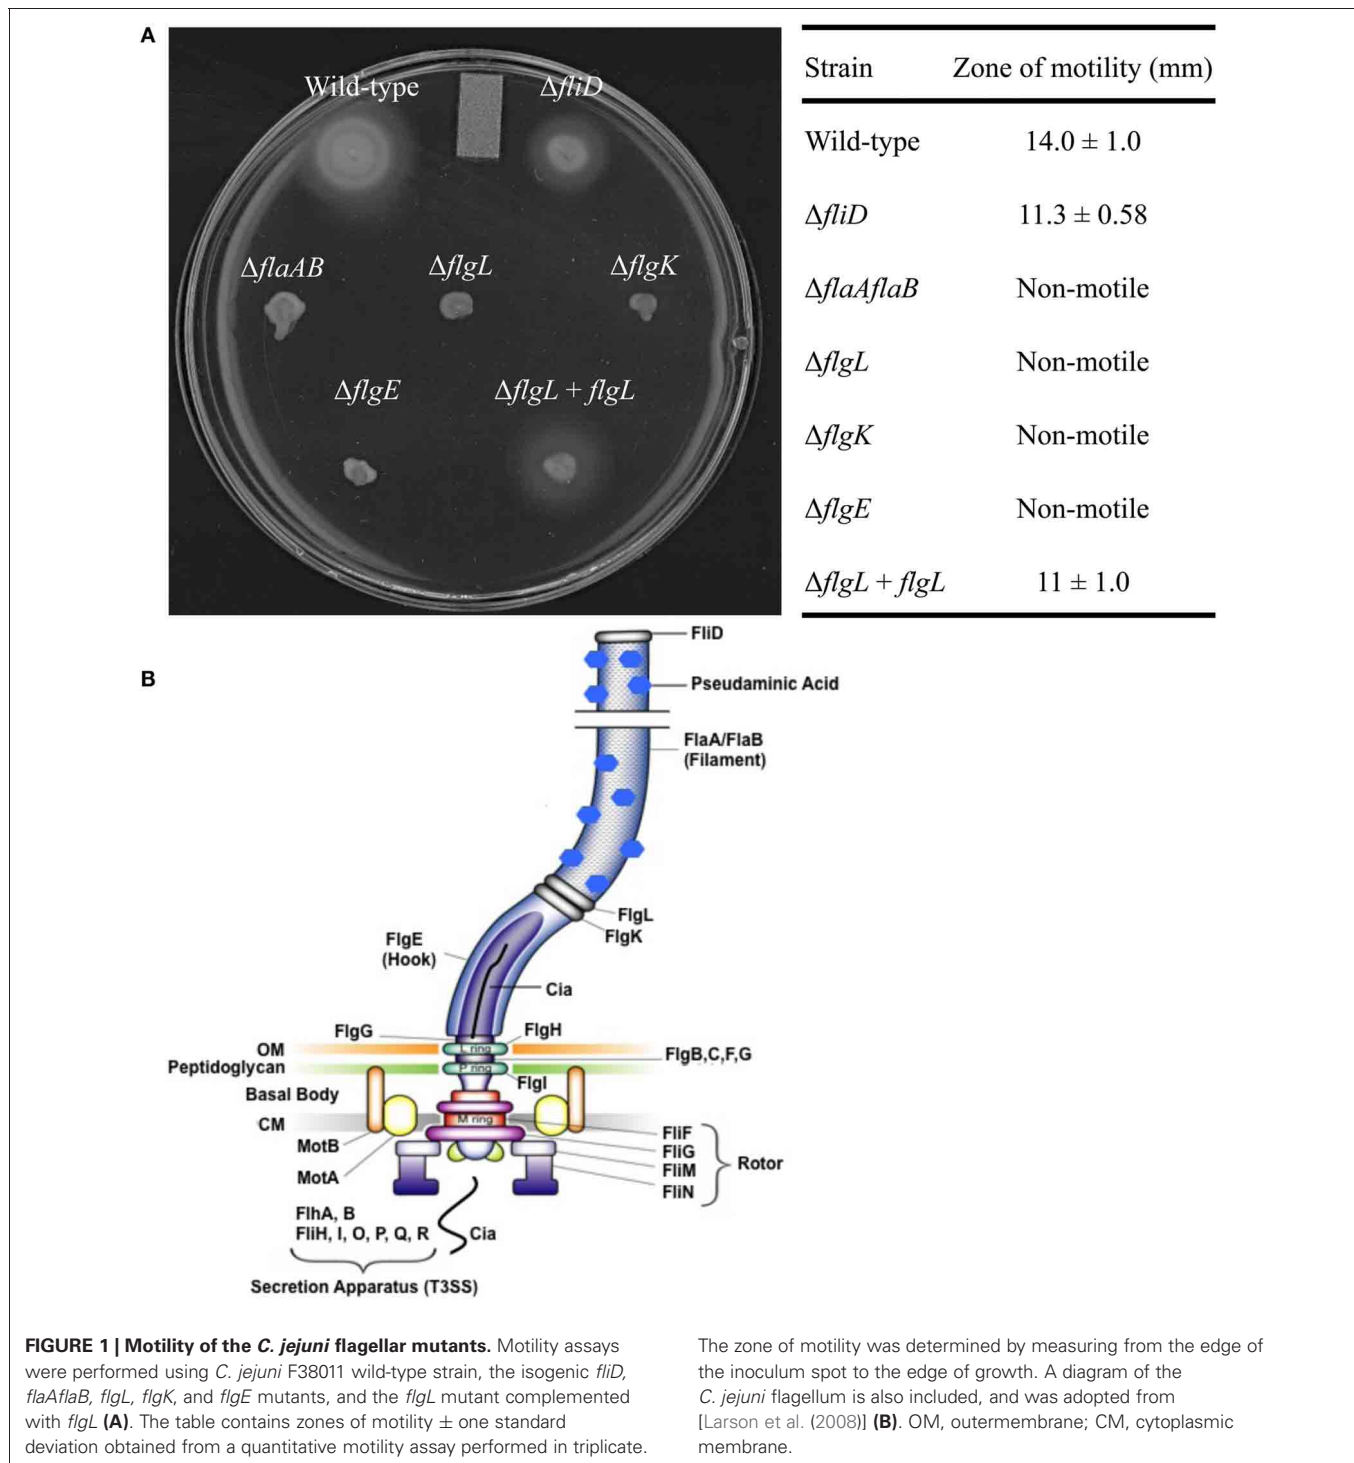 A
Wild-type
ΔfliD
ΔflaAB
ΔflgL
ΔflgK
ΔflgE
ΔflgL + flgL
Strain Zone of motility (mm)
Wild-type 14.0 ± 1.0
ΔfliD 11.3 ± 0.58
ΔflaAflaB Non-motile
ΔflgL Non-motile
ΔflgK Non-motile
ΔflgE Non-motile
ΔflgL + flgL 11 ± 1.0
B
FliD
Pseudaminic Acid
FlaA/FlaB
(Filament)
FlgL
FlgK
FlgE
(Hook)
Cia
FlgG
FlgH
OM
L ring
FlgB,C,F,G
Peptidoglycan
P ring
FlgI
Basal Body
CM
M ring
MotB
MotA
FliF
FliG
FliM
FliN
Rotor
FlhA, B
FliH, I, O, P, Q, R
Cia
Secretion Apparatus (T3SS)
FIGURE 1 | Motility of the C. jejuni flagellar mutants. Motility assays
were performed using C. jejuni F38011 wild-type strain, the isogenic fliD,
flaAflaB, flgL, flgK, and flgE mutants, and the flgL mutant complemented
with flgL (A). The table contains zones of motility ± one standard
deviation obtained from a quantitative motility assay performed in triplicate.
The zone of motility was determined by measuring from the edge of
the inoculum spot to the edge of growth. A diagram of the
C. jejuni flagellum is also included, and was adopted from
[Larson et al. (2008)] (B). OM, outermembrane; CM, cytoplasmic
membrane.